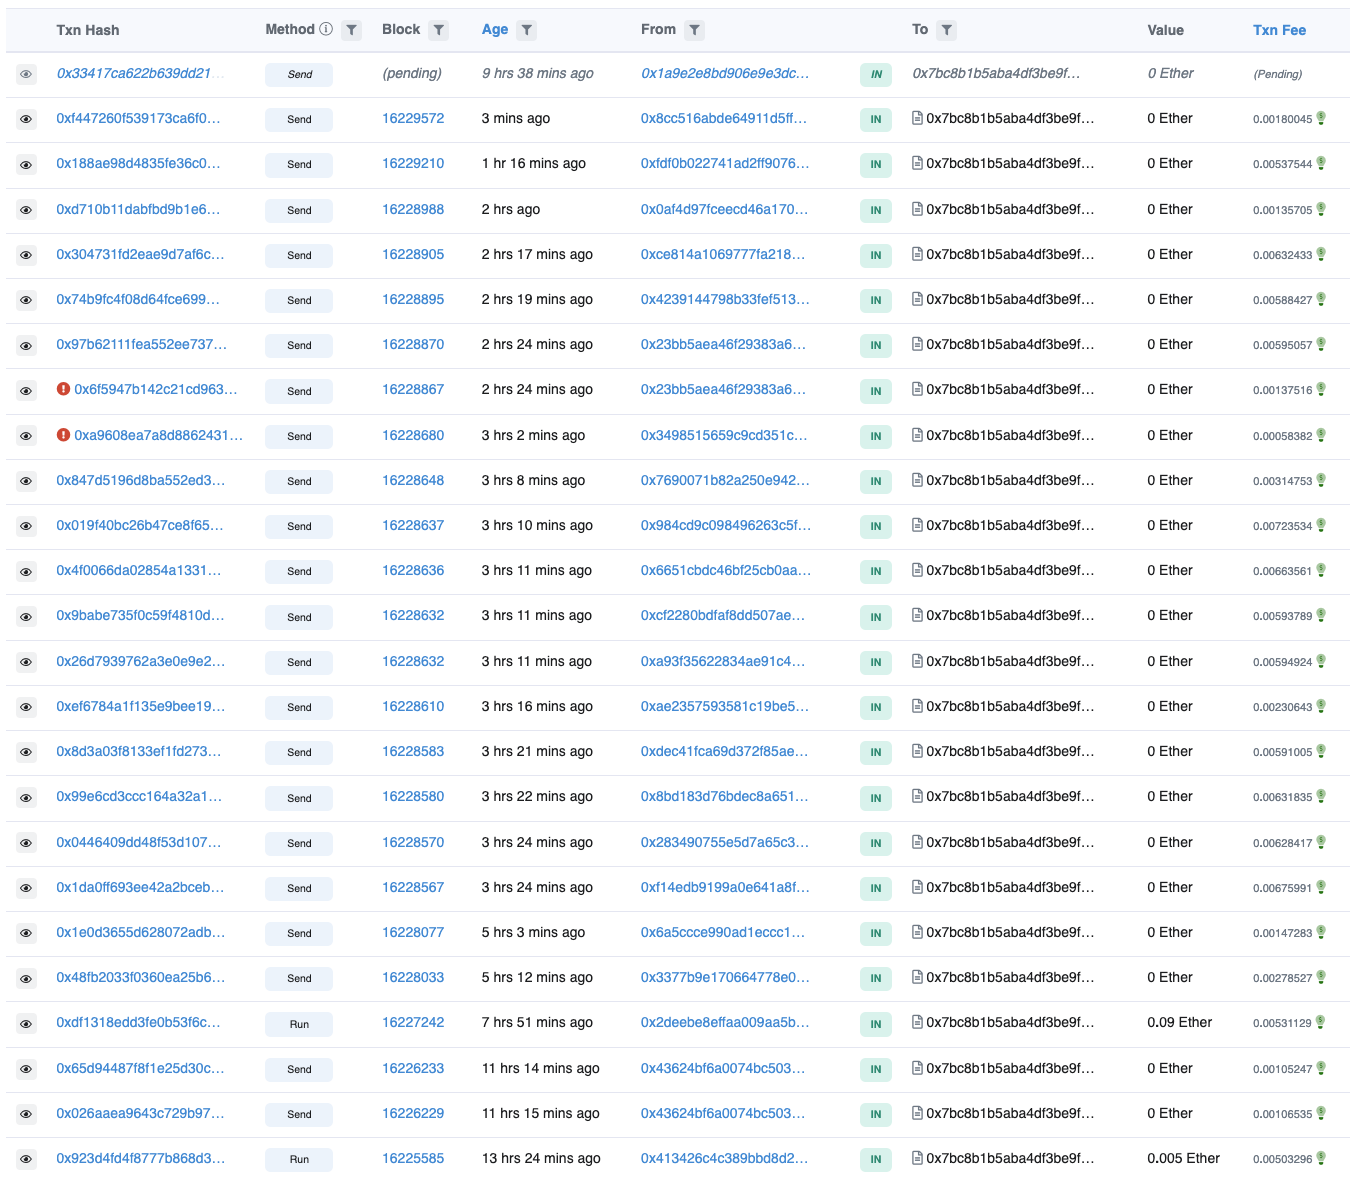 Txn Hash Method Block Age From To Value Txn Fee
0x33417ca622b639dd21... Send (pending) 9 hrs 38 mins ago 0x1a9e2e8bd906e9e3dc... IN 0x7bc8b1b5aba4df3be9f... 0 Ether (Pending)
0xf447260f539173ca6f0... Send 16229572 3 mins ago 0x8cc516abde64911d5ff... IN 0x7bc8b1b5aba4df3be9f... 0 Ether 0.00180045
0x188ae98d4835fe36c0... Send 16229210 1 hr 16 mins ago 0xfdf0b022741ad2ff9076... IN 0x7bc8b1b5aba4df3be9f... 0 Ether 0.00537544
0xd710b11dabfbd9b1e6... Send 16228988 2 hrs ago 0x0af4d97fceecd46a170... IN 0x7bc8b1b5aba4df3be9f... 0 Ether 0.00135705
0x304731fd2eae9d7af6c... Send 16228905 2 hrs 17 mins ago 0xce814a1069777fa218... IN 0x7bc8b1b5aba4df3be9f... 0 Ether 0.00632433
0x74b9fc4f08d64fce699... Send 16228895 2 hrs 19 mins ago 0x4239144798b33fef513... IN 0x7bc8b1b5aba4df3be9f... 0 Ether 0.00588427
0x97b62111fea552ee737... Send 16228870 2 hrs 24 mins ago 0x23bb5aea46f29383a6... IN 0x7bc8b1b5aba4df3be9f... 0 Ether 0.00595057
0x6f5947b142c21cd963... Send 16228867 2 hrs 24 mins ago 0x23bb5aea46f29383a6... IN 0x7bc8b1b5aba4df3be9f... 0 Ether 0.00137516
0xa9608ea7a8d8862431... Send 16228680 3 hrs 2 mins ago 0x3498515659c9cd351c... IN 0x7bc8b1b5aba4df3be9f... 0 Ether 0.00058382
0x847d5196d8ba552ed3... Send 16228648 3 hrs 8 mins ago 0x7690071b82a250e942... IN 0x7bc8b1b5aba4df3be9f... 0 Ether 0.00314753
0x019f40bc26b47ce8f65... Send 16228637 3 hrs 10 mins ago 0x984cd9c098496263c5f... IN 0x7bc8b1b5aba4df3be9f... 0 Ether 0.00723534
0x4f0066da02854a1331... Send 16228636 3 hrs 11 mins ago 0x6651cbdc46bf25cb0aa... IN 0x7bc8b1b5aba4df3be9f... 0 Ether 0.00663561
0x9babe735f0c59f4810d... Send 16228632 3 hrs 11 mins ago 0xcf2280bdfaf8dd507ae... IN 0x7bc8b1b5aba4df3be9f... 0 Ether 0.00593789
0x26d7939762a3e0e9e2... Send 16228632 3 hrs 11 mins ago 0xa93f35622834ae91c4... IN 0x7bc8b1b5aba4df3be9f... 0 Ether 0.00594924
0xef6784a1f135e9bee19... Send 16228610 3 hrs 16 mins ago 0xae2357593581c19be5... IN 0x7bc8b1b5aba4df3be9f... 0 Ether 0.00230643
0x8d3a03f8133ef1fd273... Send 16228583 3 hrs 21 mins ago 0xdec41fca69d372f85ae... IN 0x7bc8b1b5aba4df3be9f... 0 Ether 0.00591005
0x99e6cd3ccc164a32a1... Send 16228580 3 hrs 22 mins ago 0x8bd183d76bdec8a651... IN 0x7bc8b1b5aba4df3be9f... 0 Ether 0.00631835
0x0446409dd48f53d107... Send 16228570 3 hrs 24 mins ago 0x283490755e5d7a65c3... IN 0x7bc8b1b5aba4df3be9f... 0 Ether 0.00628417
0x1da0ff693ee42a2bceb... Send 16228567 3 hrs 24 mins ago 0xf14edb9199a0e641a8f... IN 0x7bc8b1b5aba4df3be9f... 0 Ether 0.00675991
0x1e0d3655d628072adb... Send 16228077 5 hrs 3 mins ago 0x6a5ccce990ad1eccc1... IN 0x7bc8b1b5aba4df3be9f... 0 Ether 0.00147283
0x48fb2033f0360ea25b6... Send 16228033 5 hrs 12 mins ago 0x3377b9e170664778e0... IN 0x7bc8b1b5aba4df3be9f... 0 Ether 0.00278527
0xdf1318edd3fe0b53f6c... Run 16227242 7 hrs 51 mins ago 0x2deebe8effaa009aa5b... IN 0x7bc8b1b5aba4df3be9f... 0.09 Ether 0.00531129
0x65d94487f8f1e25d30c... Send 16226233 11 hrs 14 mins ago 0x43624bf6a0074bc503... IN 0x7bc8b1b5aba4df3be9f... 0 Ether 0.00105247
0x026aaea9643c729b97... Send 16226229 11 hrs 15 mins ago 0x43624bf6a0074bc503... IN 0x7bc8b1b5aba4df3be9f... 0 Ether 0.00106535
0x923d4fd4f8777b868d3... Run 16225585 13 hrs 24 mins ago 0x413426c4c389bbd8d2... IN 0x7bc8b1b5aba4df3be9f... 0.005 Ether 0.00503296